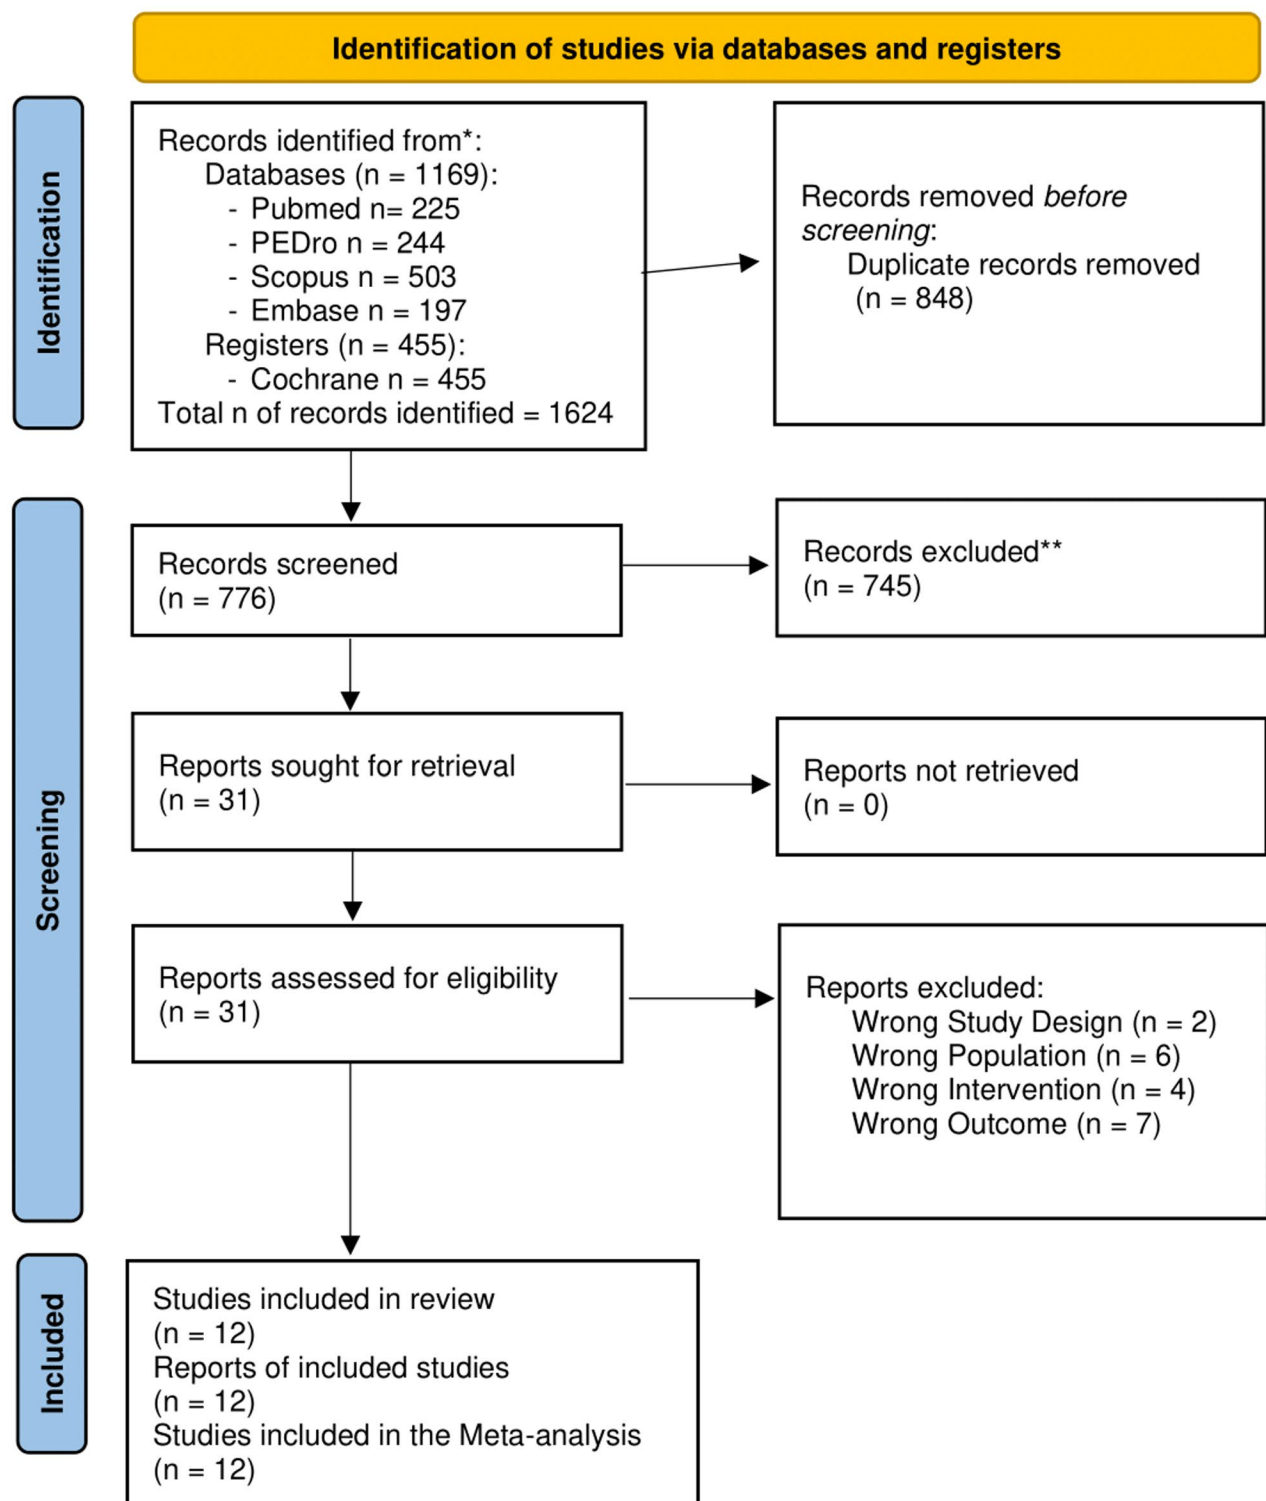 Identification of studies via databases and registers
Identification
Records identified from*:
Databases (n = 1169):
- Pubmed n= 225
- PEDro n = 244
- Scopus n = 503
- Embase n = 197
Registers (n = 455):
- Cochrane n = 455
Total n of records identified = 1624
Records removed before
screening:
Duplicate records removed
(n = 848)
Screening
Records screened
(n = 776)
Records excluded**
(n = 745)
Reports sought for retrieval
(n = 31)
Reports not retrieved
(n = 0)
Reports assessed for eligibility
(n = 31)
Reports excluded:
Wrong Study Design (n = 2)
Wrong Population (n = 6)
Wrong Intervention (n = 4)
Wrong Outcome (n = 7)
Included
Studies included in review
(n = 12)
Reports of included studies
(n = 12)
Studies included in the Meta-analysis
(n = 12)